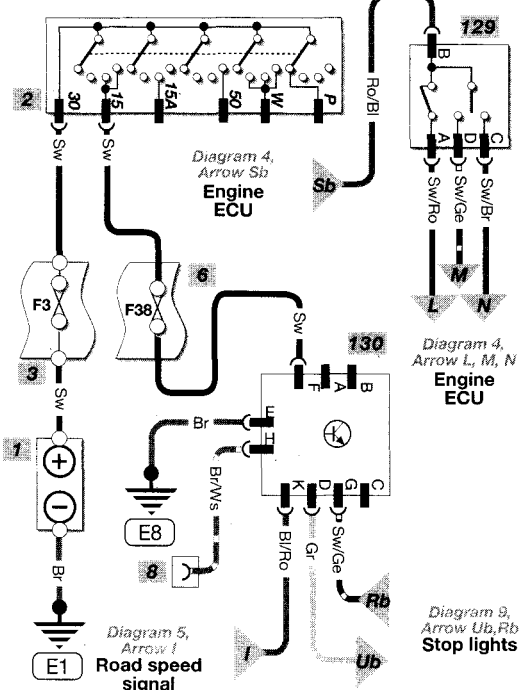 129
2
30
15
15A
50
W
P
B
A
D
C
Sw
Sw
Ro/Bl
Diagram 4,
Arrow Sb
Engine
ECU
Sb
Sw/Ro
Sw/Ge
Sw/Br
M
L
N
F3
F38
6
3
Sw
Sw
130
Diagram 4,
Arrow L, M, N
Engine
ECU
F
A
B
1
Br
E
H
K
D
G
C
Br/Ws
E8
8
Br
Bl/Ro
Gr
Sw/Ge
Rb
Diagram 9,
Arrow Ub,Rb
Stop lights
Diagram 5,
Arrow I
Road speed
signal
I
Ub
E1